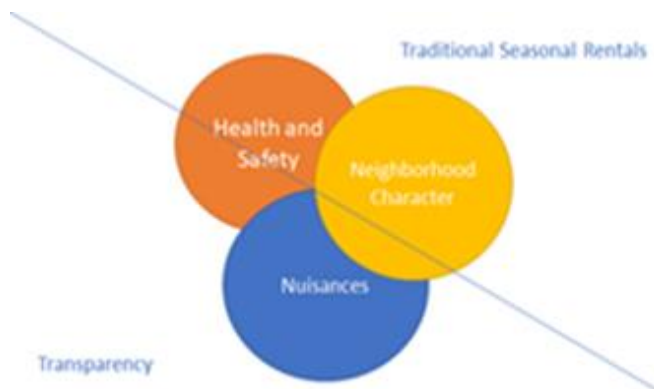 Traditional Seasonal Rentals
Health and
Safety
Neighborhood
Character
Nuisances
Transparency